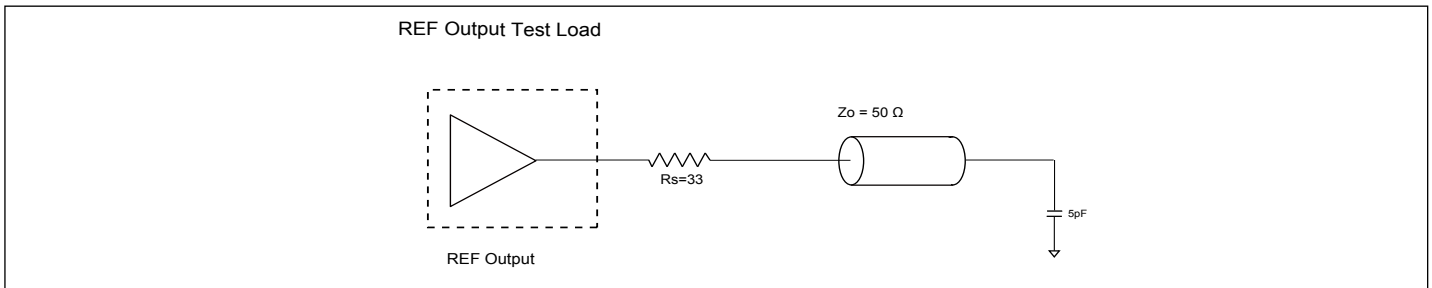 REF Output Test Load
Zo = 50 Ω
Rs=33
5pF
REF Output